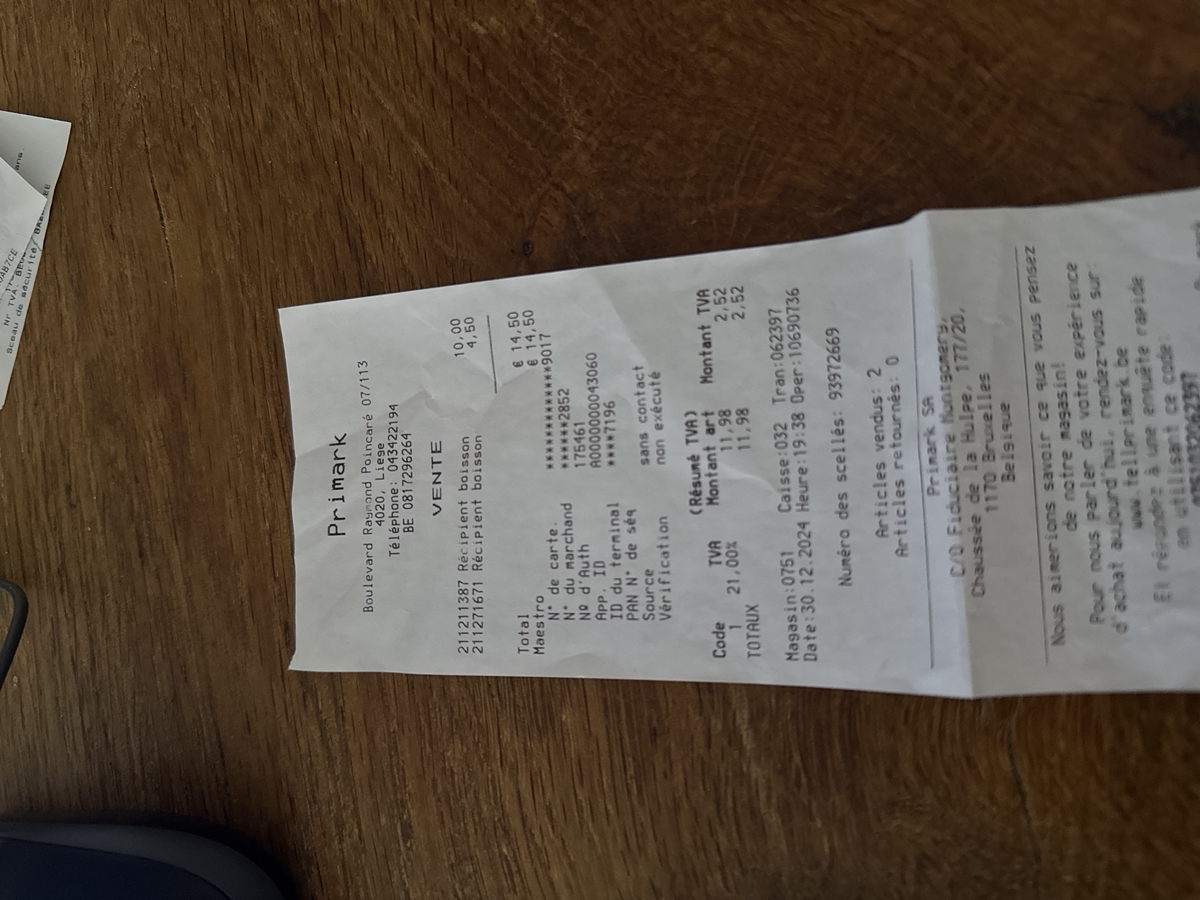 Primark
Boulevard Raymond Poincaré 07/113
4020, Liege
Téléphone: 043422194
BE 0817296264
VENTE
211211387 Récipient boisson 10,00
211271671 Récipient boisson 4,50
Total € 14,50
Maestro € 14,50
N° de carte. ************9017
N° du marchand *****2852
Nº d'Auth 175461
App. ID A0000000043060
ID du terminal ****7196
PAN N° de séq
Source sans contact
Vérification non exécuté
(Résumé TVA)
Code TVA Montant art Montant TVA
1 21,00% 11,98 2,52
TOTAUX 11,98 2,52
Magasin:0751 Caisse:032 Tran:062397
Date:30.12.2024 Heure:19:38 Oper:10690736
Numéro des scellés: 93972669
Articles vendus: 2
Articles retournés: 0
Primark SA
C/O Fiduciaire Montgomery,
Chaussée de la Hulpe, 177/20,
1170 Bruxelles
Belgique
Nous aimerions savoir ce que vous pensez
de notre magasin!
Pour nous parler de votre expérience
d'achat aujourd'hui, rendez-vous sur:
www.tellprimark.be
Et répondez à une enquête rapide
en utilisant ce code:
Nr TVA:
Sceau de sécurité/